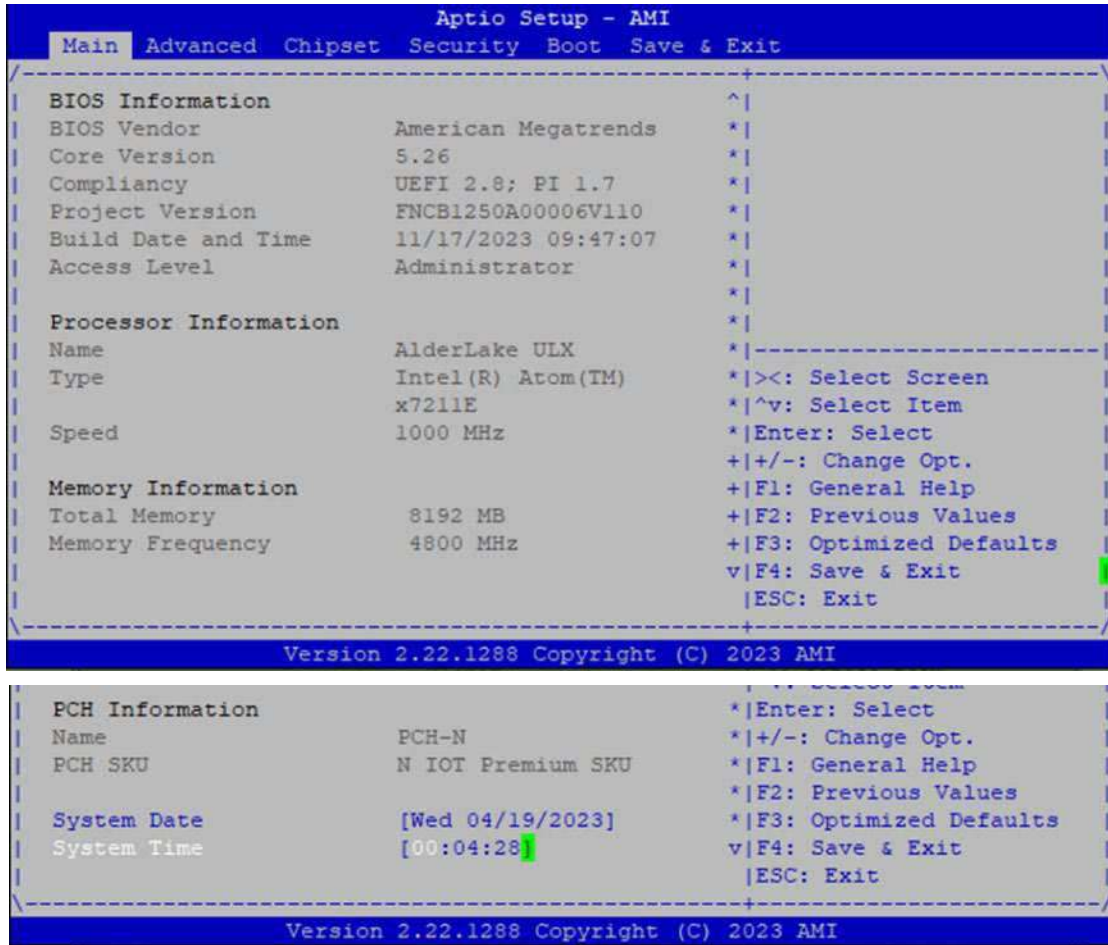 Aptio Setup - AMI
Main Advanced Chipset Security Boot Save & Exit
BIOS Information
BIOS Vendor American Megatrends
Core Version 5.26
Compliancy UEFI 2.8; PI 1.7
Project Version FNCB1250A00006V110
Build Date and Time 11/17/2023 09:47:07
Access Level Administrator
Processor Information
Name AlderLake ULX
Type Intel(R) Atom(TM)
x7211E
Speed 1000 MHz
Memory Information
Total Memory 8192 MB
Memory Frequency 4800 MHz
><: Select Screen
^v: Select Item
Enter: Select
+/-: Change Opt.
F1: General Help
F2: Previous Values
F3: Optimized Defaults
F4: Save & Exit
ESC: Exit
Version 2.22.1288 Copyright (C) 2023 AMI
PCH Information
Name PCH-N
PCH SKU N IOT Premium SKU
System Date [Wed 04/19/2023]
System Time [00:04:28]
Enter: Select
+/-: Change Opt.
F1: General Help
F2: Previous Values
F3: Optimized Defaults
F4: Save & Exit
ESC: Exit
Version 2.22.1288 Copyright (C) 2023 AMI